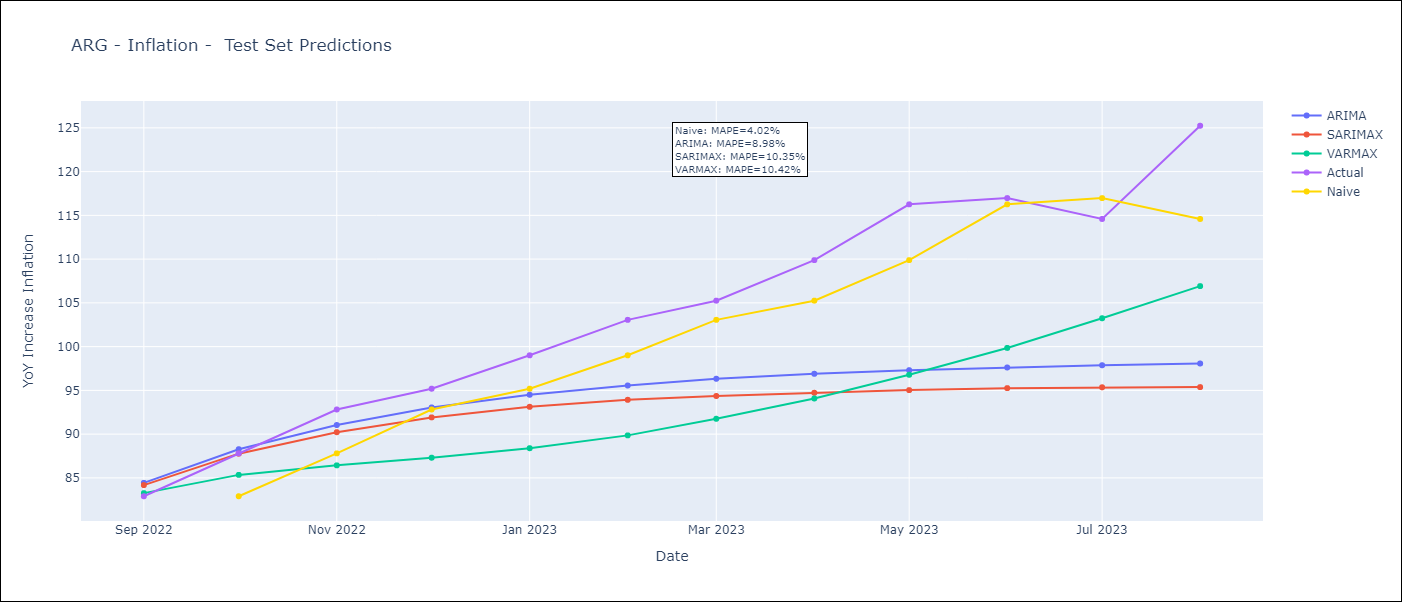 ARG - Inflation -  Test Set Predictions
Naive: MAPE=4.02%
ARIMA: MAPE=8.98%
SARIMAX: MAPE=10.35%
VARMAX: MAPE=10.42%
ARIMA
SARIMAX
VARMAX
Actual
Naive
YoY Increase Inflation
125
120
115
110
105
100
95
90
85
Sep 2022
Nov 2022
Jan 2023
Mar 2023
May 2023
Jul 2023
Date